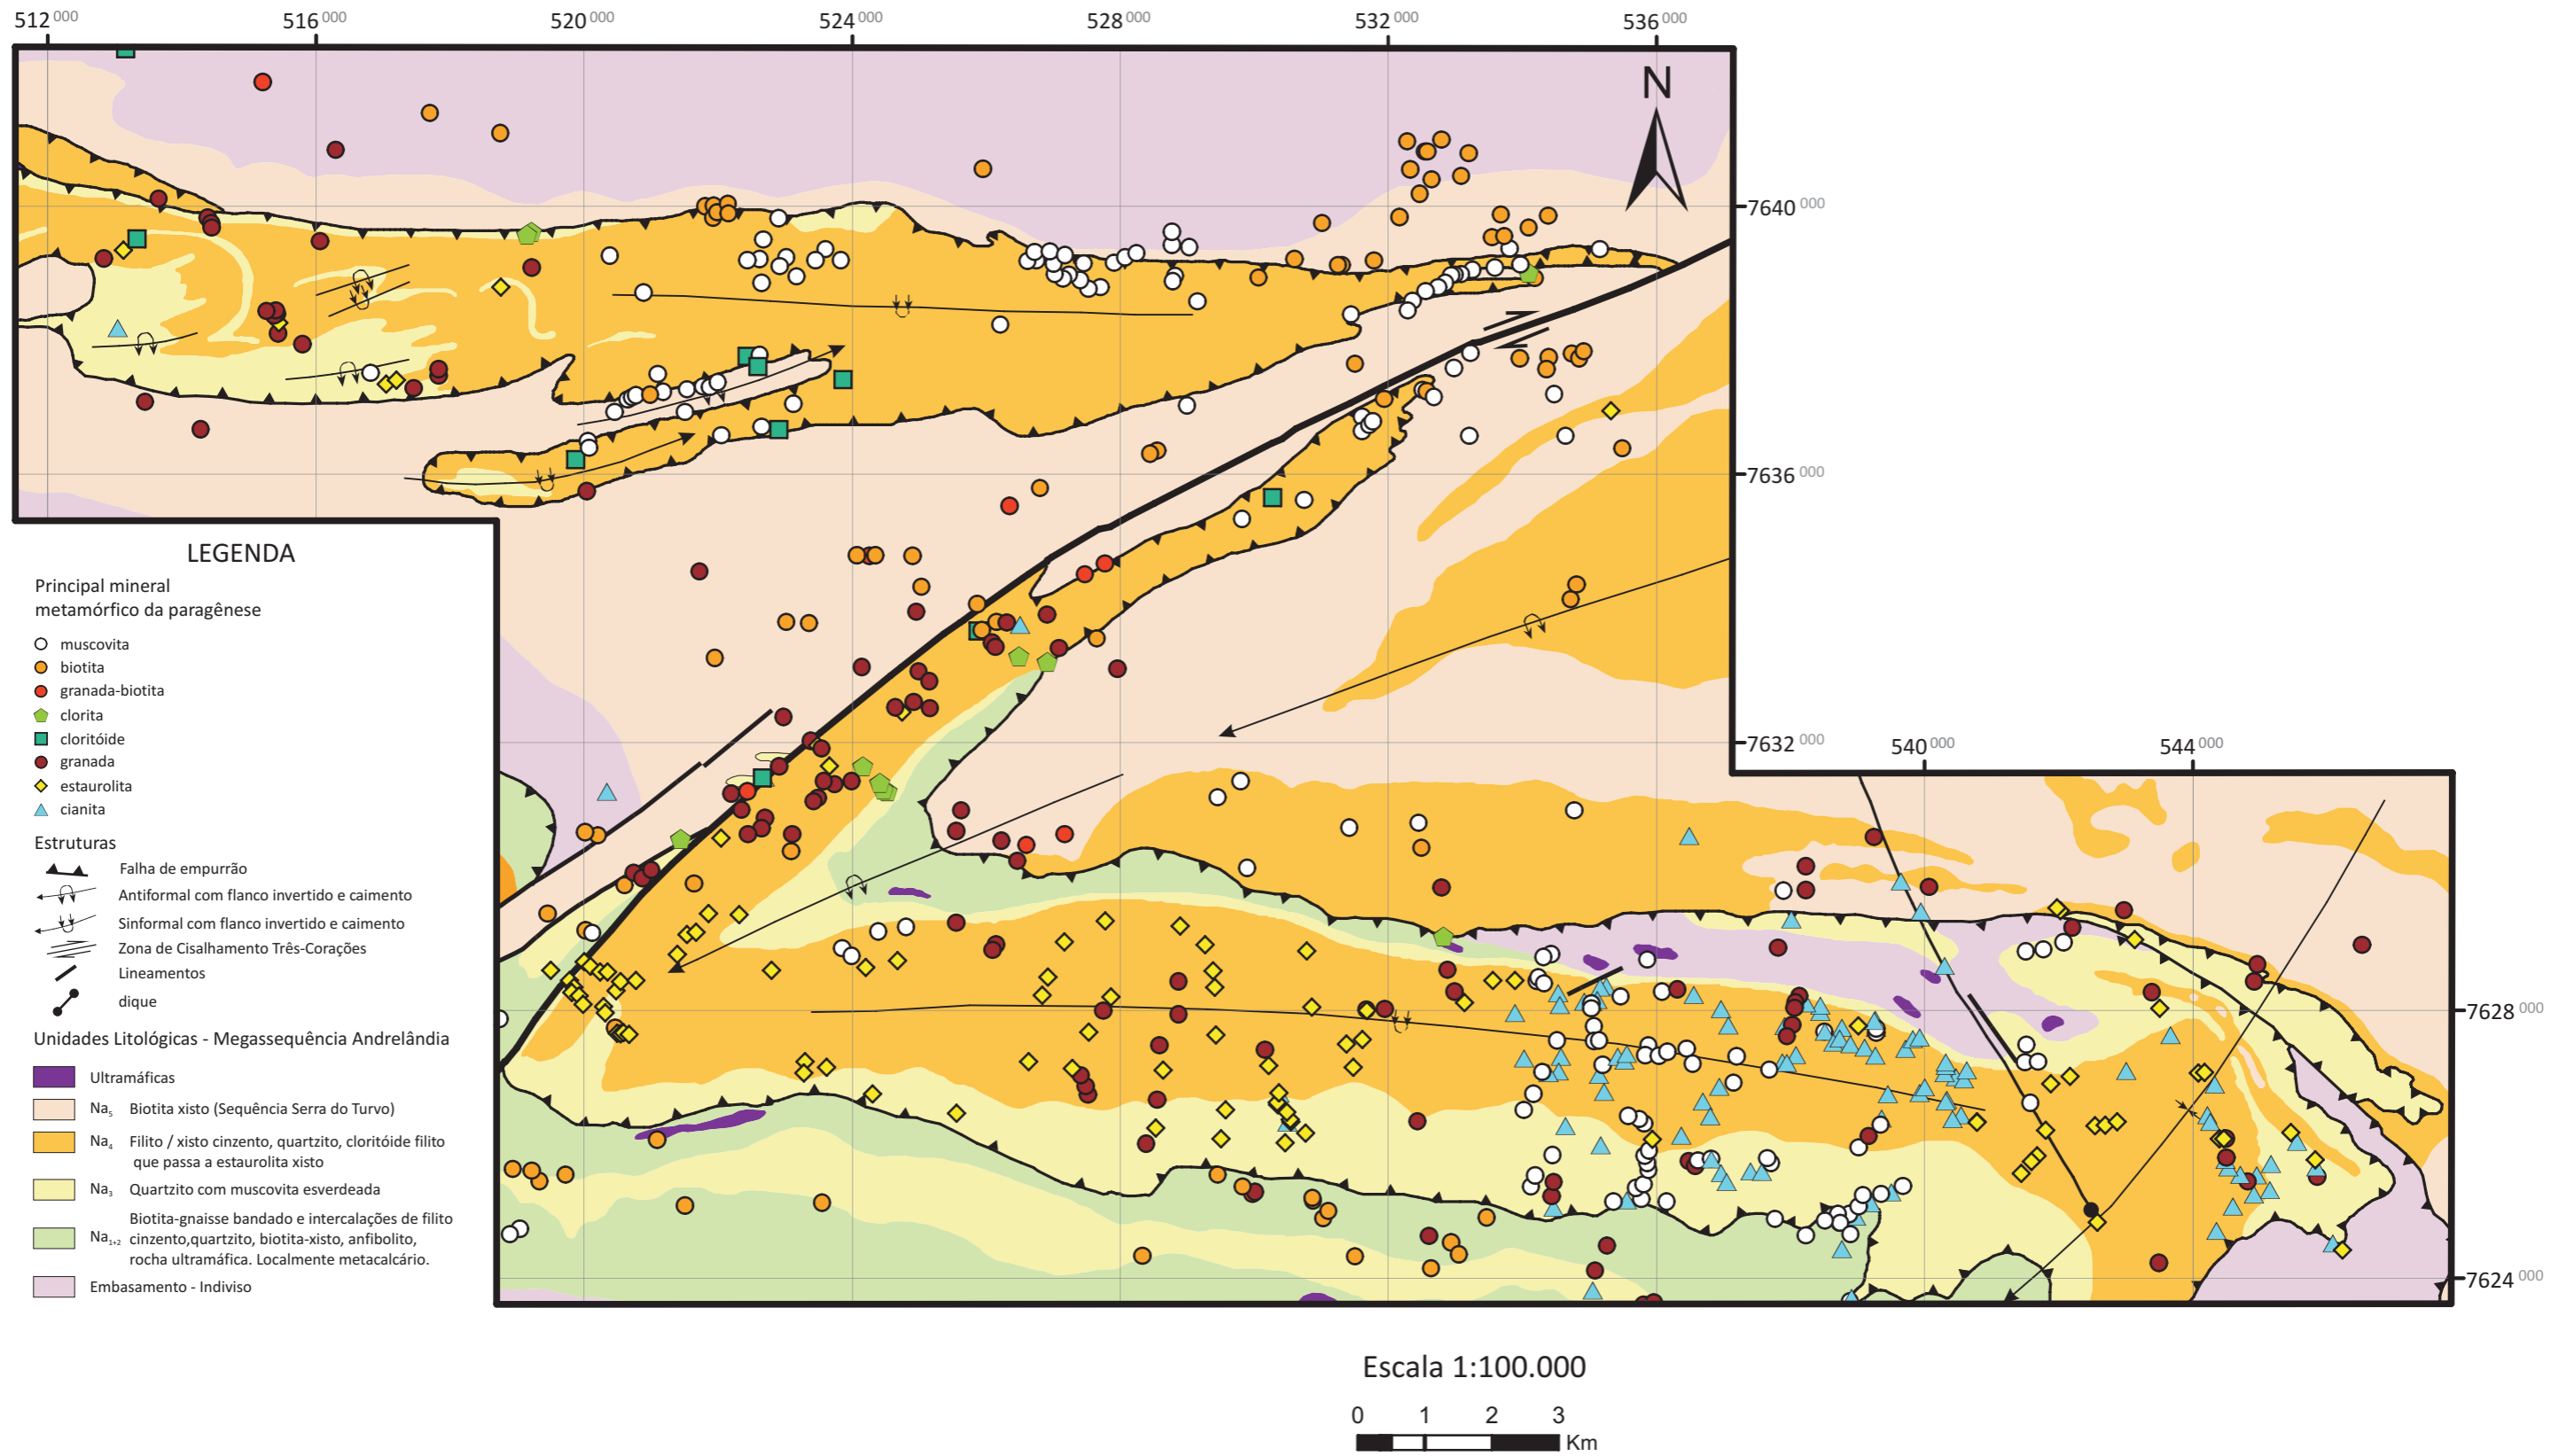 512 000 516 000 520 000 524 000 528 000 532 000 536 000
N
7640 000
7636 000
7632 000
540 000 544 000
7628 000
7624 000
LEGENDA
Principal mineral
metamórfico da paragênese
muscovita
biotita
granada-biotita
clorita
cloritóide
granada
estaurolita
cianita
Estruturas
Falha de empurrão
Antiformal com flanco invertido e caimento
Sinformal com flanco invertido e caimento
Zona de Cisalhamento Três-Corações
Lineamentos
dique
Unidades Litológicas - Megassequência Andrelândia
Ultramáficas
Na5 Biotita xisto (Sequência Serra do Turvo)
Na4 Filito / xisto cinzento, quartzito, cloritóide filito
que passa a estaurolita xisto
Na3 Quartzito com muscovita esverdeada
Na1+2 Biotita-gnaisse bandado e intercalações de filito
cinzento,quartzito, biotita-xisto, anfibolito,
rocha ultramáfica. Localmente metacalcário.
Embasamento - Indiviso
Escala 1:100.000
0 1 2 3
Km